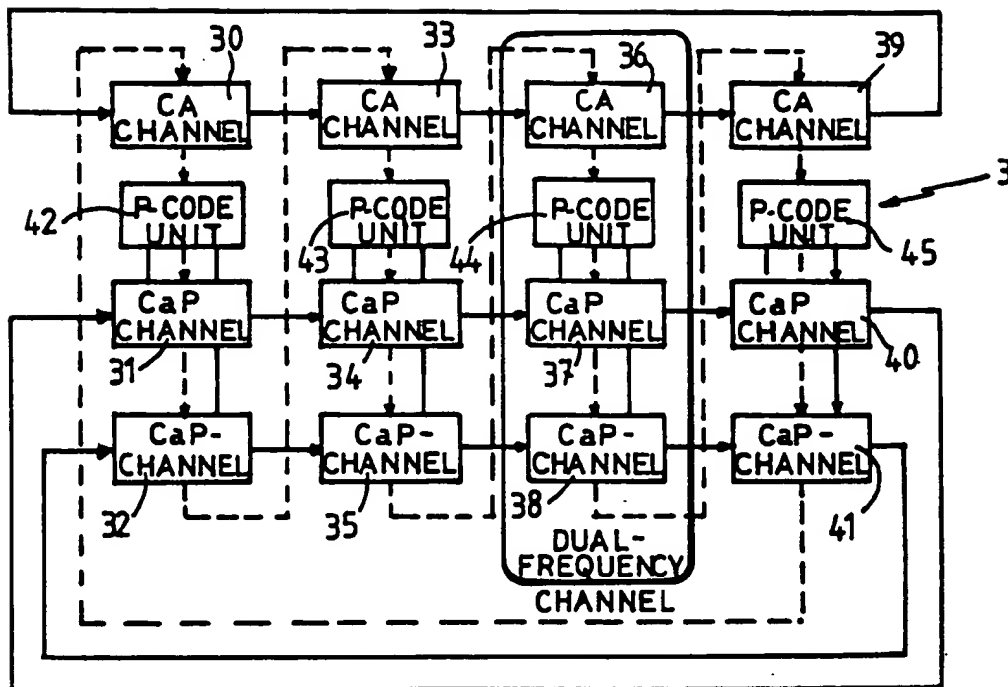 30
33
36
39
CA
CHANNEL
CA
CHANNEL
CA
CHANNEL
CA
CHANNEL
3
42
P-CODE
UNIT
43
P-CODE
UNIT
44
P-CODE
UNIT
P-CODE
UNIT
45
CaP
CHANNEL
CaP
CHANNEL
CaP
CHANNEL
CaP
CHANNEL
31
34
37
40
CaP-
CHANNEL
CaP-
CHANNEL
CaP-
CHANNEL
CaP-
CHANNEL
32
35
38
41
DUAL-
FREQUENCY
CHANNEL